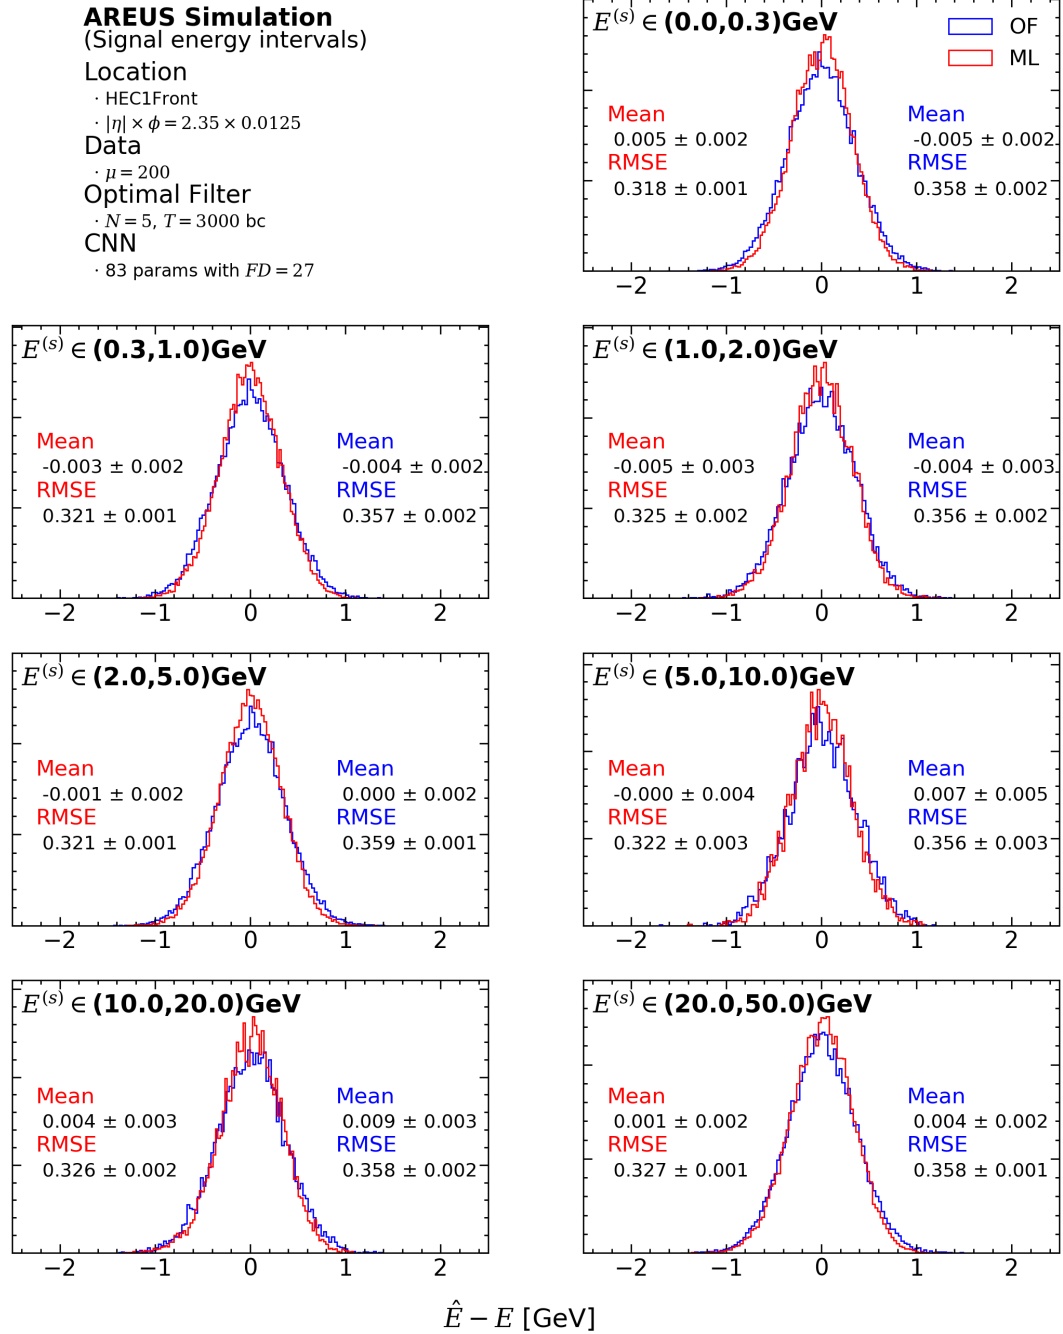 AREUS Simulation
(Signal energy intervals)
Location
· HEC1Front
· |η| × ϕ = 2.35 × 0.0125
Data
· μ = 200
Optimal Filter
· N = 5, T = 3000 bc
CNN
· 83 params with FD = 27
E^(s) ∈ (0.0,0.3)GeV
OF
ML
Mean
0.005 ± 0.002
RMSE
0.318 ± 0.001
Mean
-0.005 ± 0.002
RMSE
0.358 ± 0.002
−2 −1 0 1 2
E^(s) ∈ (0.3,1.0)GeV
Mean
-0.003 ± 0.002
RMSE
0.321 ± 0.001
Mean
-0.004 ± 0.002
RMSE
0.357 ± 0.002
−2 −1 0 1 2
E^(s) ∈ (1.0,2.0)GeV
Mean
-0.005 ± 0.003
RMSE
0.325 ± 0.002
Mean
-0.004 ± 0.003
RMSE
0.356 ± 0.002
−2 −1 0 1 2
E^(s) ∈ (2.0,5.0)GeV
Mean
-0.001 ± 0.002
RMSE
0.321 ± 0.001
Mean
0.000 ± 0.002
RMSE
0.359 ± 0.001
−2 −1 0 1 2
E^(s) ∈ (5.0,10.0)GeV
Mean
-0.000 ± 0.004
RMSE
0.322 ± 0.003
Mean
0.007 ± 0.005
RMSE
0.356 ± 0.003
−2 −1 0 1 2
E^(s) ∈ (10.0,20.0)GeV
Mean
0.004 ± 0.003
RMSE
0.326 ± 0.002
Mean
0.009 ± 0.003
RMSE
0.358 ± 0.002
−2 −1 0 1 2
E^(s) ∈ (20.0,50.0)GeV
Mean
0.001 ± 0.002
RMSE
0.327 ± 0.001
Mean
0.004 ± 0.002
RMSE
0.358 ± 0.001
−2 −1 0 1 2
Ê − E [GeV]